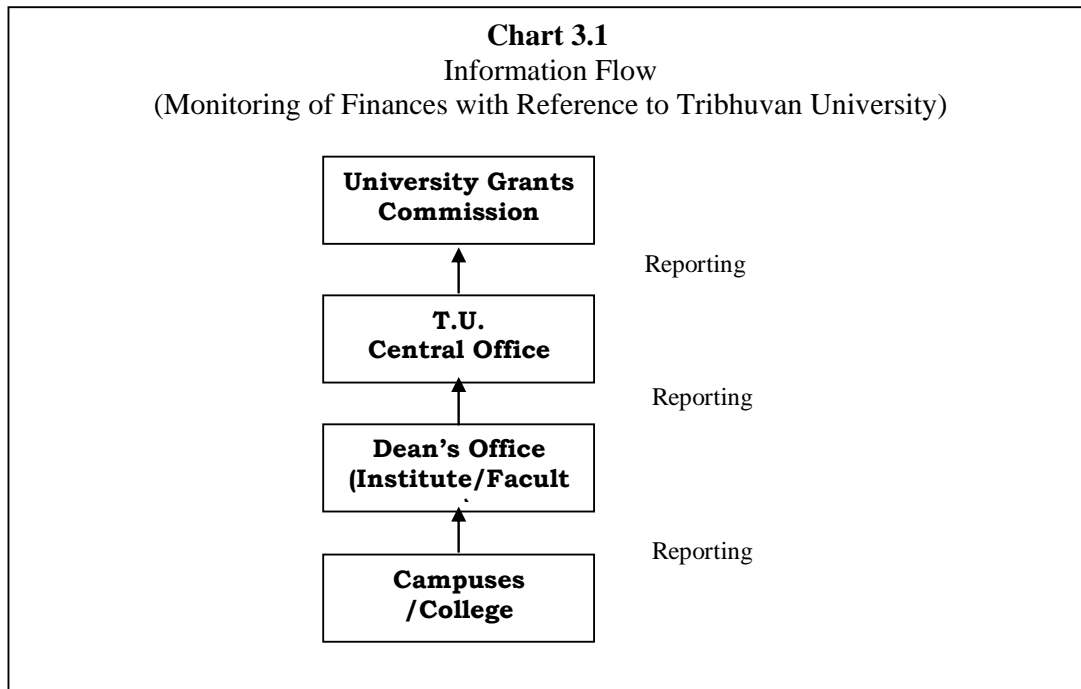 Chart 3.1
Information Flow
(Monitoring of Finances with Reference to Tribhuvan University)
University Grants
Commission
Reporting
T.U.
Central Office
Reporting
Dean’s Office
(Institute/Facult
Reporting
Campuses
/College